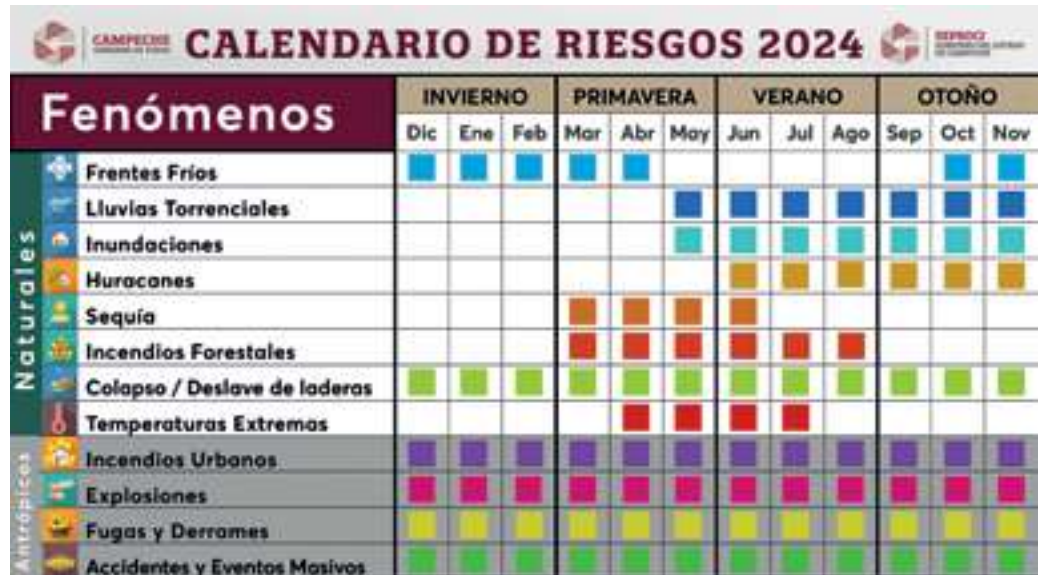 CAMPECHE
CALENDARIO DE RIESGOS 2024
Fenómenos
INVIERNO PRIMAVERA VERANO OTOÑO
Dic Ene Feb Mar Abr May Jun Jul Ago Sep Oct Nov
Naturales
Frentes Fríos
Lluvias Torrenciales
Inundaciones
Huracanes
Sequía
Incendios Forestales
Colapso / Deslave de laderas
Temperaturas Extremas
Antrópicos
Incendios Urbanos
Explosiones
Fugas y Derrames
Accidentes y Eventos Masivos